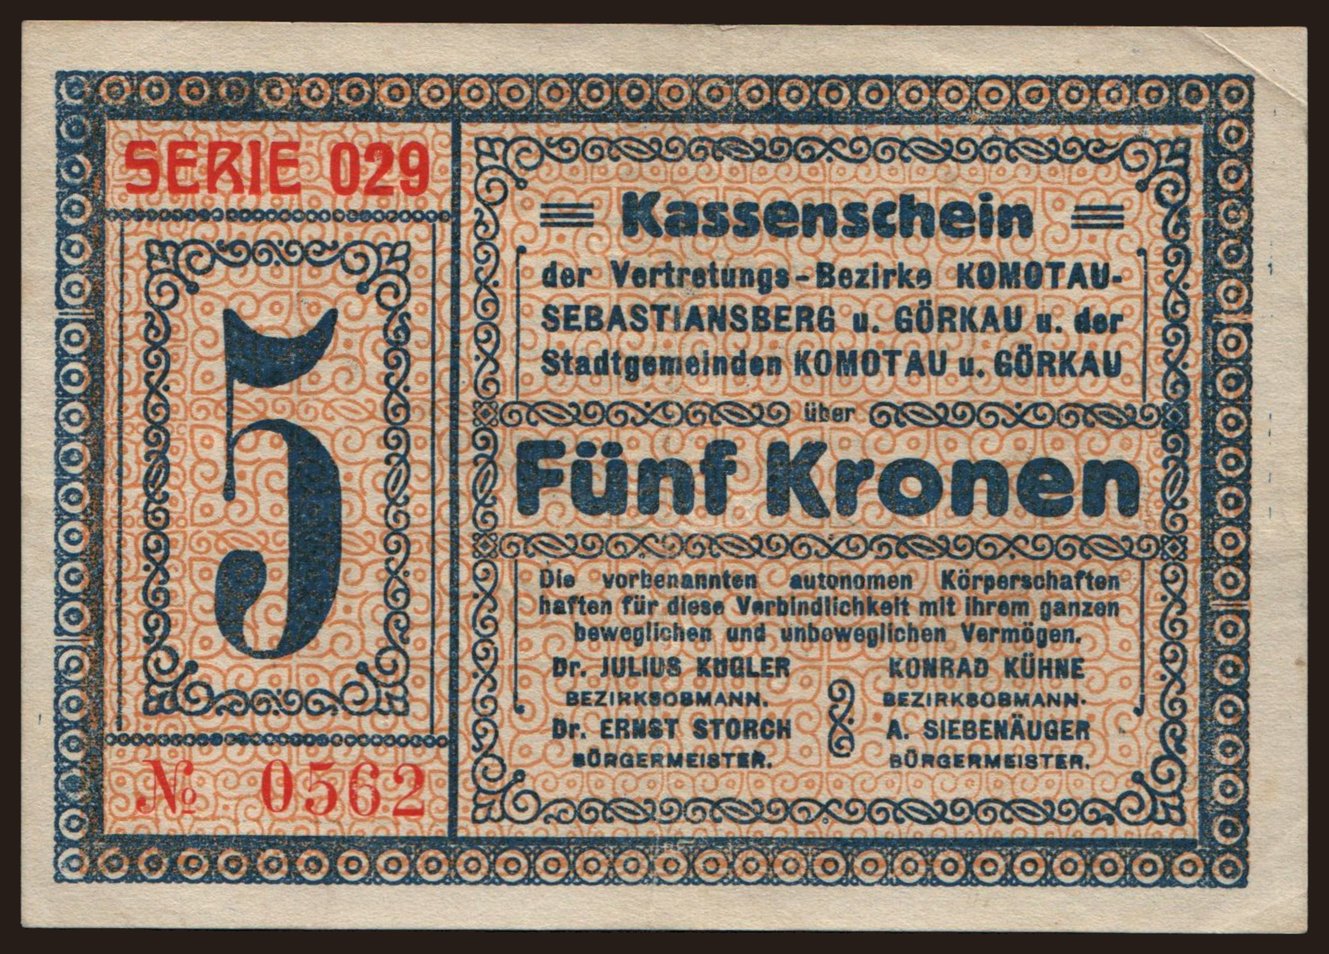 SERIE 029
5
№ 0562
= Kassenschein =
der Vertretungs-Bezirke KOMOTAU-
SEBASTIANSBERG u. GÖRKAU u. der
Stadtgemeinden KOMOTAU u. GÖRKAU
über
Fünf Kronen
Die vorbenannten autonomen Körperschaften
haften für diese Verbindlichkeit mit ihrem ganzen
beweglichen und unbeweglichen Vermögen.
Dr. JULIUS KUGLER
BEZIRKSOBMANN.
Dr. ERNST STORCH
BÜRGERMEISTER.
KONRAD KÜHNE
BEZIRKSOBMANN.
A. SIEBENÄUGER
BÜRGERMEISTER.